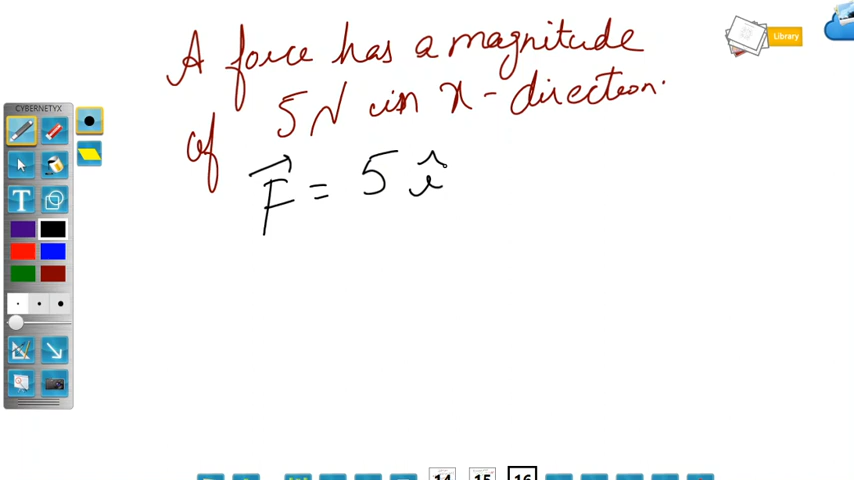 A force has a magnitude
of 5N in x-direction.
F⃗ = 5 î
Library
CYBERNETYX
T
14 15 16